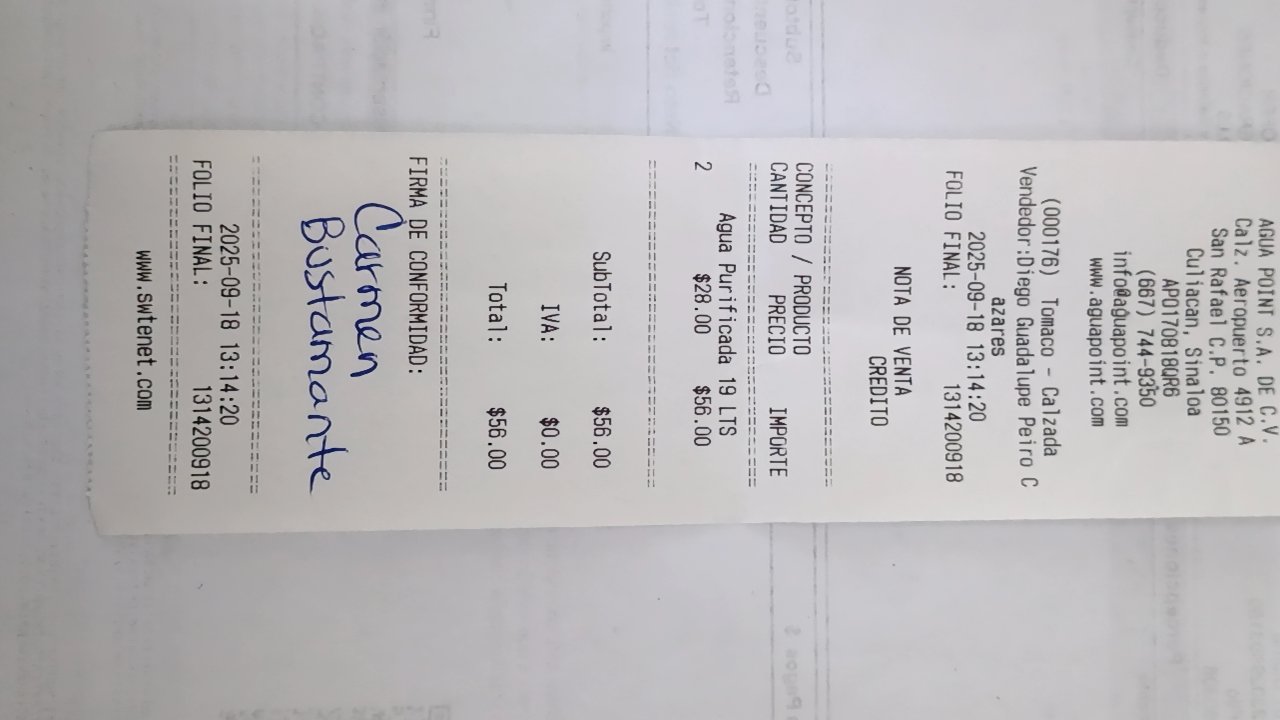 AGUA POINT S.A. DE C.V.
Calz. Aeropuerto 4912 A
San Rafael C.P. 80150
Culiacan, Sinaloa
APO170818QR6
(667) 744-9350
info@aguapoint.com
www.aguapoint.com
(000176) Tomaco - Calzada
Vendedor:Diego Guadalupe Peiro C
azares
2025-09-18 13:14:20
FOLIO FINAL: 1314200918
NOTA DE VENTA
CREDITO
CONCEPTO / PRODUCTO
CANTIDAD PRECIO IMPORTE
Agua Purificada 19 LTS
2 $28.00 $56.00
SubTotal: $56.00
IVA: $0.00
Total: $56.00
FIRMA DE CONFORMIDAD:
Carmen
Bustamante
2025-09-18 13:14:20
FOLIO FINAL: 1314200918
www.swtenet.com